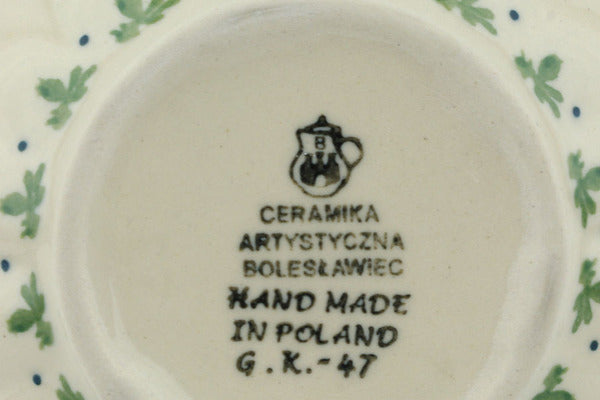 B
CERAMIKA
ARTYSTYCZNA
BOLESŁAWIEC
HAND MADE
IN POLAND
G.K.-47